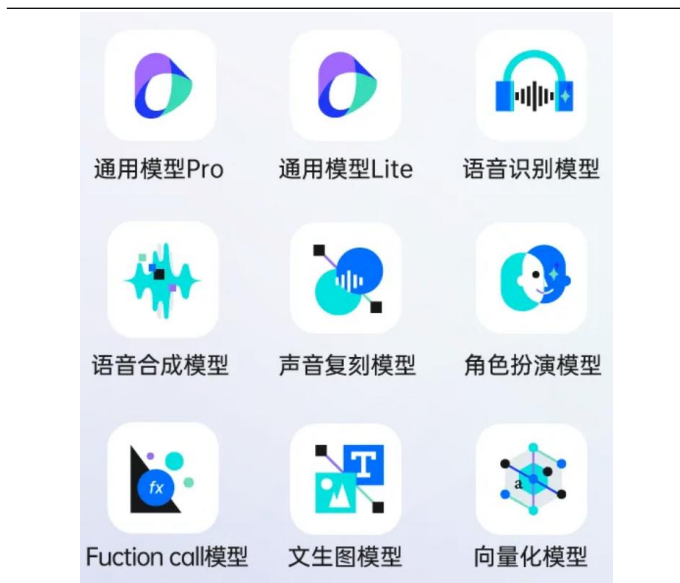 通用模型Pro
通用模型Lite
语音识别模型
语音合成模型
声音复刻模型
角色扮演模型
fx
T
a
Fuction call模型
文生图模型
向量化模型